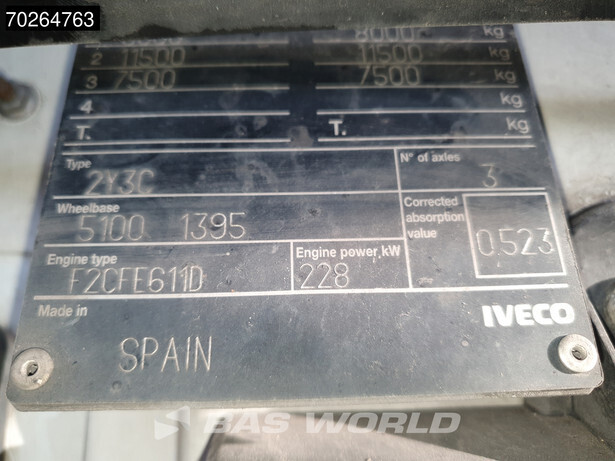 70264763
8000 kg
2 11500 11500 kg
3 7500 7500 kg
4 kg
T. T. kg
Type N° of axles
2Y3C 3
Wheelbase Corrected absorption value
5100 1395 0.523
Engine type Engine power, kW
F2CFE611D 228
Made in IVECO
SPAIN
BAS WORLD